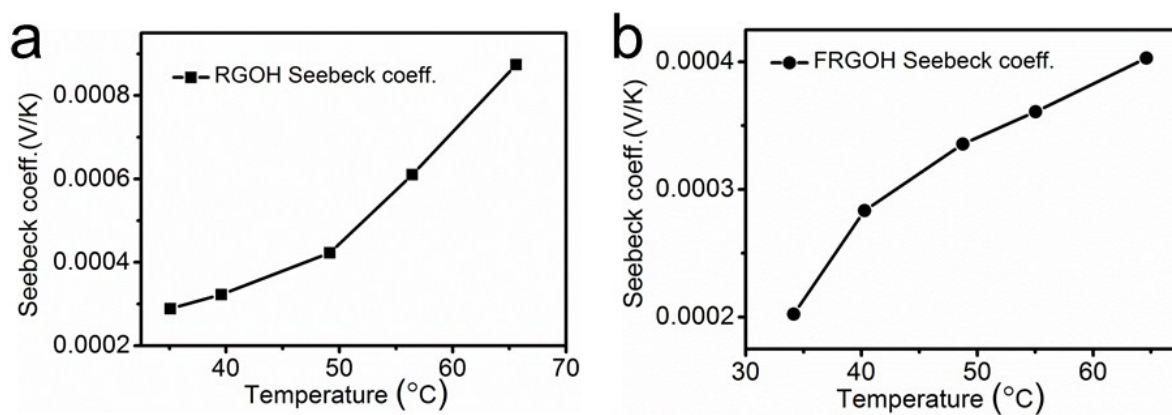 a
RGOH Seebeck coeff.
Seebeck coeff.(V/K)
0.0008
0.0006
0.0004
0.0002
40
50
60
70
Temperature (°C)
b
FRGOH Seebeck coeff.
Seebeck coeff.(V/K)
0.0004
0.0003
0.0002
30
40
50
60
Temperature (°C)